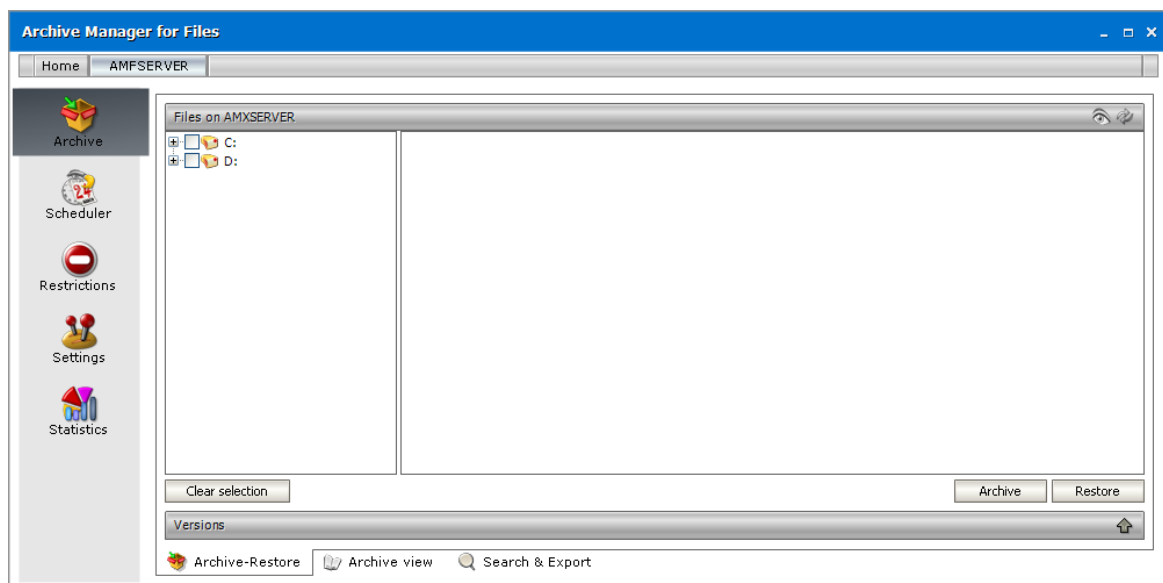 Archive Manager for Files
Home AMFSERVER
Archive
Scheduler
Restrictions
Settings
Statistics
Files on AMXSERVER
C:
D:
Clear selection Archive Restore
Versions
Archive-Restore Archive view Search & Export